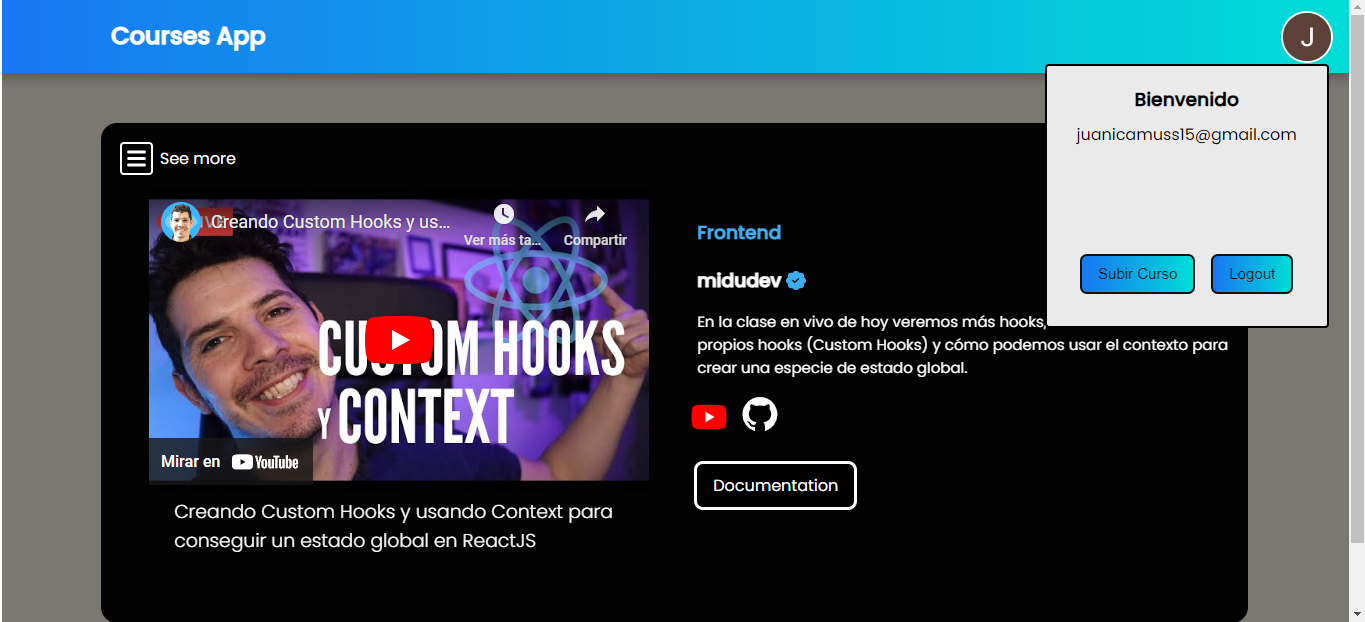 Courses App
J
Bienvenido
juanicamuss15@gmail.com
Subir Curso
Logout
See more
Creando Custom Hooks y us...
Ver más ta...
Compartir
CUSTOM HOOKS
Y CONTEXT
Mirar en YouTube
Creando Custom Hooks y usando Context para
conseguir un estado global en ReactJS
Frontend
midudev
En la clase en vivo de hoy veremos más hooks,
propios hooks (Custom Hooks) y cómo podemos usar el contexto para
crear una especie de estado global.
Documentation